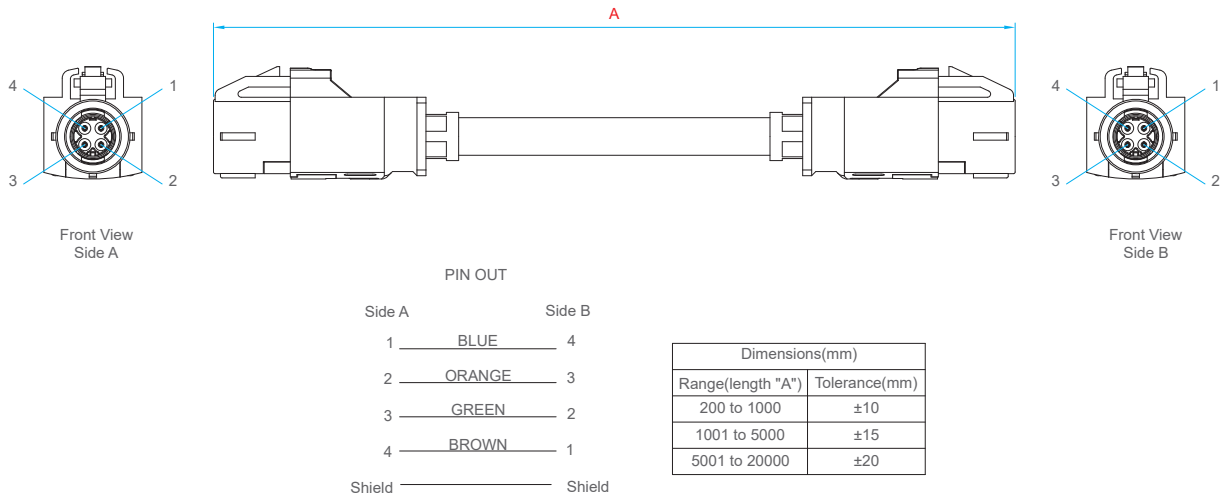 A
4
1
3
2
Front View
Side A
4
1
3
2
Front View
Side B
PIN OUT
Side A Side B
1 BLUE 4
2 ORANGE 3
3 GREEN 2
4 BROWN 1
Shield Shield
Dimensions(mm)
Range(length "A") Tolerance(mm)
200 to 1000 ±10
1001 to 5000 ±15
5001 to 20000 ±20